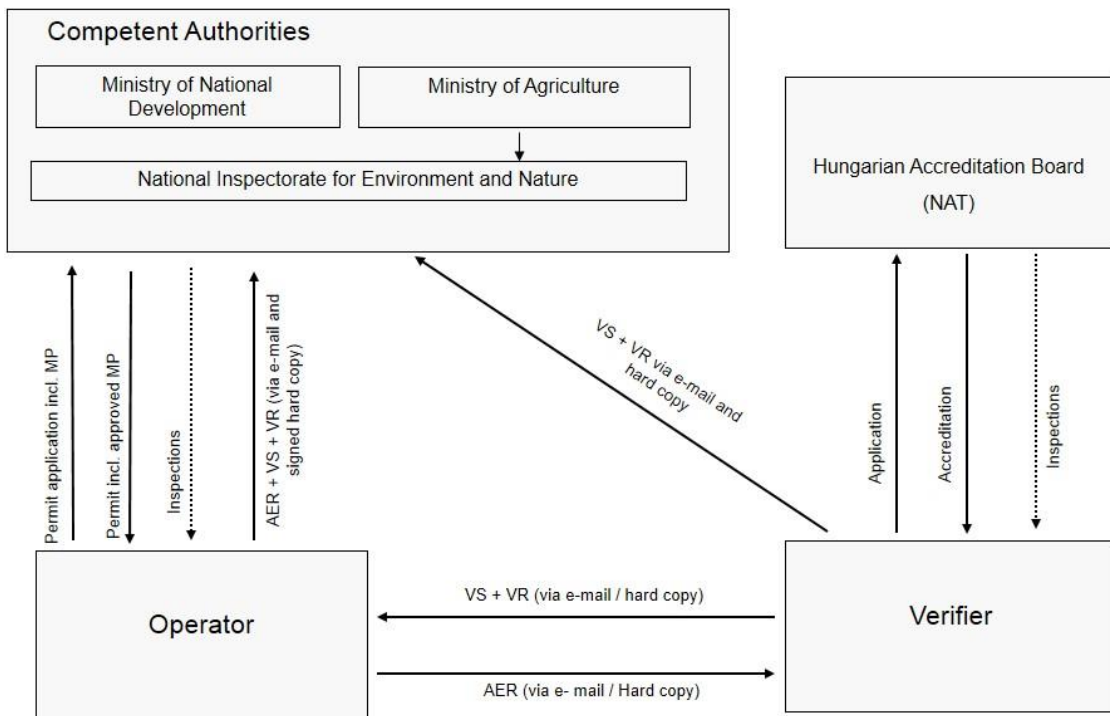 Competent Authorities
Ministry of National
Development
Ministry of Agriculture
National Inspectorate for Environment and Nature
Hungarian Accreditation Board
(NAT)
Permit application incl. MP
Permit incl. approved MP
Inspections
AER + VS + VR (via e-mail and
signed hard copy)
VS + VR via e-mail and
hard copy
Application
Accreditation
Inspections
Operator
VS + VR (via e-mail / hard copy)
AER (via e- mail / Hard copy)
Verifier